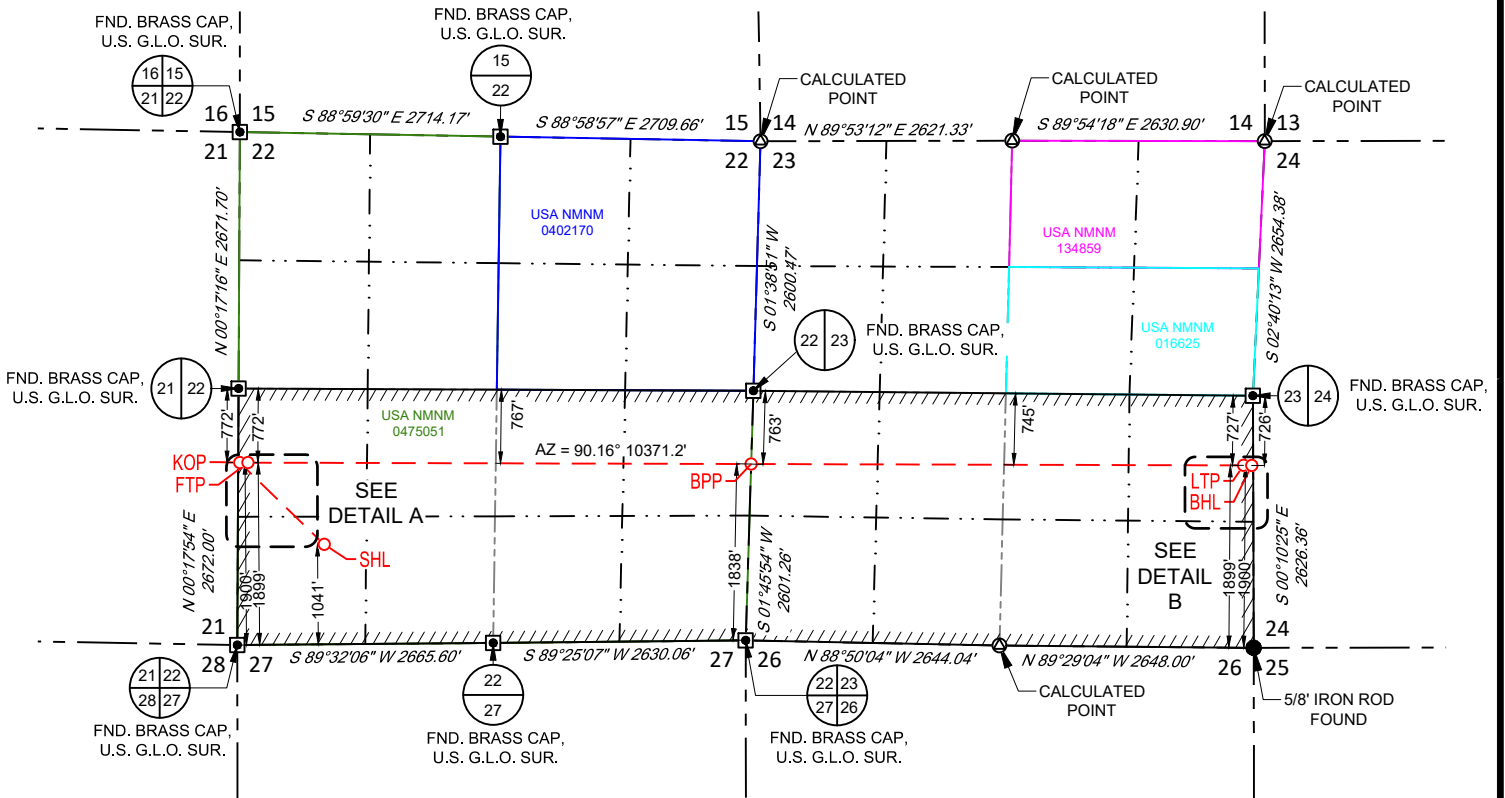 FND. BRASS CAP,
U.S. G.L.O. SUR.
16 15
21 22
FND. BRASS CAP,
U.S. G.L.O. SUR.
15
22
CALCULATED
POINT
CALCULATED
POINT
CALCULATED
POINT
16 15
21 22
S 88°59'30" E 2714.17'
S 88°58'57" E 2709.66'
15 14
22 23
N 89°53'12" E 2621.33'
S 89°54'18" E 2630.90'
14 13
24
N 00°17'16" E 2671.70'
USA NMNM
0402170
S 01°38'51" W
2600.47'
USA NMNM
134859
S 02°40'13" W 2654.38'
USA NMNM
016625
FND. BRASS CAP,
U.S. G.L.O. SUR.
21 22
22 23
FND. BRASS CAP,
U.S. G.L.O. SUR.
23 24
FND. BRASS CAP,
U.S. G.L.O. SUR.
772'
772'
USA NMNM
0475051
767'
763'
745'
727'
726'
AZ = 90.16° 10371.2'
KOP
FTP
BPP
LTP
BHL
SEE
DETAIL A
SHL
SEE
DETAIL
B
N 00°17'54" E
2672.00'
1900'
1899'
1041'
1838'
S 01°45'54" W
2601.26'
1899'
1900'
S 00°10'25" E
2626.36'
21
28 27
S 89°32'06" W 2665.60'
S 89°25'07" W 2630.06'
27 26
N 88°50'04" W 2644.04'
N 89°29'04" W 2648.00'
24
26 25
21 22
28 27
FND. BRASS CAP,
U.S. G.L.O. SUR.
22
27
FND. BRASS CAP,
U.S. G.L.O. SUR.
22 23
27 26
FND. BRASS CAP,
U.S. G.L.O. SUR.
CALCULATED
POINT
5/8' IRON ROD
FOUND